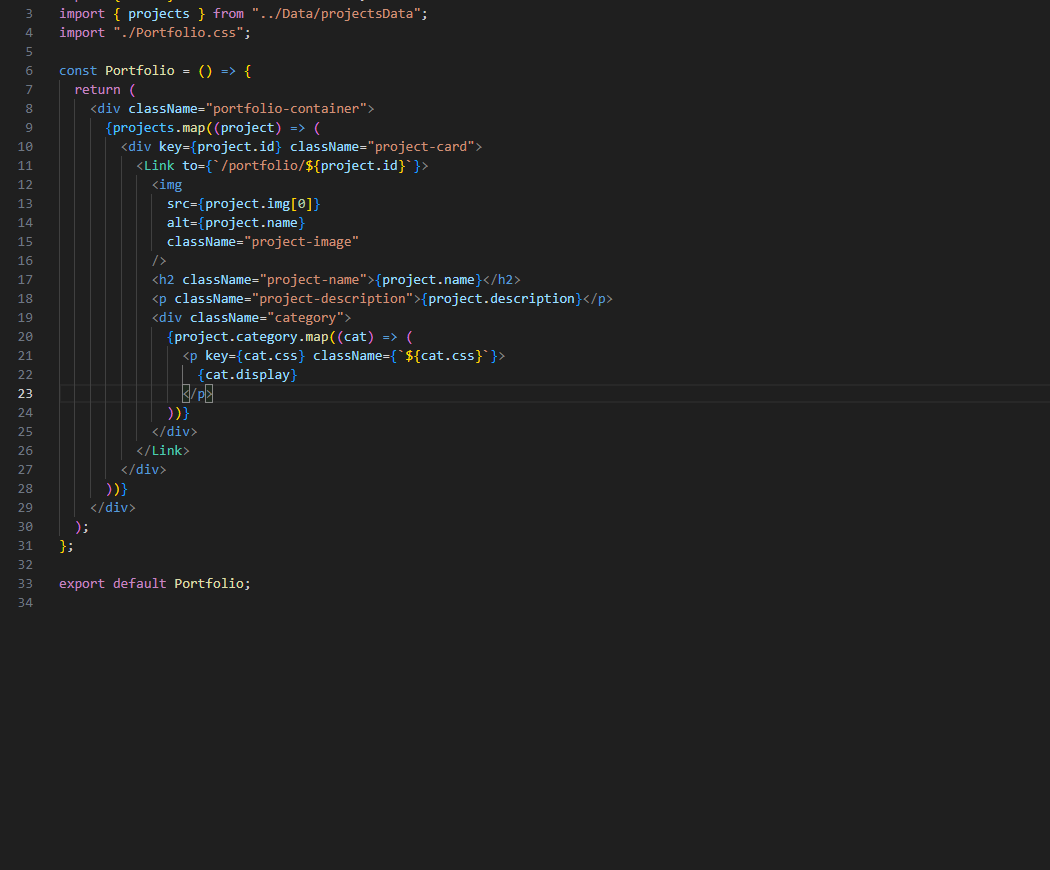 3 import { projects } from "../Data/projectsData";
4 import "./Portfolio.css";
5
6 const Portfolio = () => {
7   return (
8     <div className="portfolio-container">
9       {projects.map((project) => (
10         <div key={project.id} className="project-card">
11           <Link to={`/portfolio/${project.id}`}>
12             <img
13               src={project.img[0]}
14               alt={project.name}
15               className="project-image"
16             />
17             <h2 className="project-name">{project.name}</h2>
18             <p className="project-description">{project.description}</p>
19             <div className="category">
20               {project.category.map((cat) => (
21                 <p key={cat.css} className={`${cat.css}`}>
22                   {cat.display}
23                 </p>
24               ))}
25             </div>
26           </Link>
27         </div>
28       ))}
29     </div>
30   );
31 };
32
33 export default Portfolio;
34